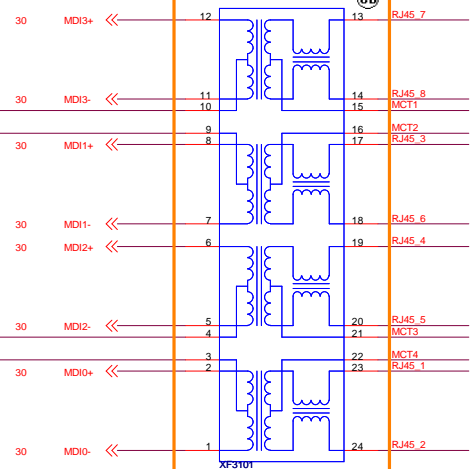 30 MDI3+ 12 13 RJ45_7
30 MDI3- 11 14 RJ45_8
10 15 MCT1
9 16 MCT2
30 MDI1+ 8 17 RJ45_3
30 MDI1- 7 18 RJ45_6
30 MDI2+ 6 19 RJ45_4
30 MDI2- 5 20 RJ45_5
4 21 MCT3
3 22 MCT4
30 MDI0+ 2 23 RJ45_1
30 MDI0- 1 24 RJ45_2
XF3101